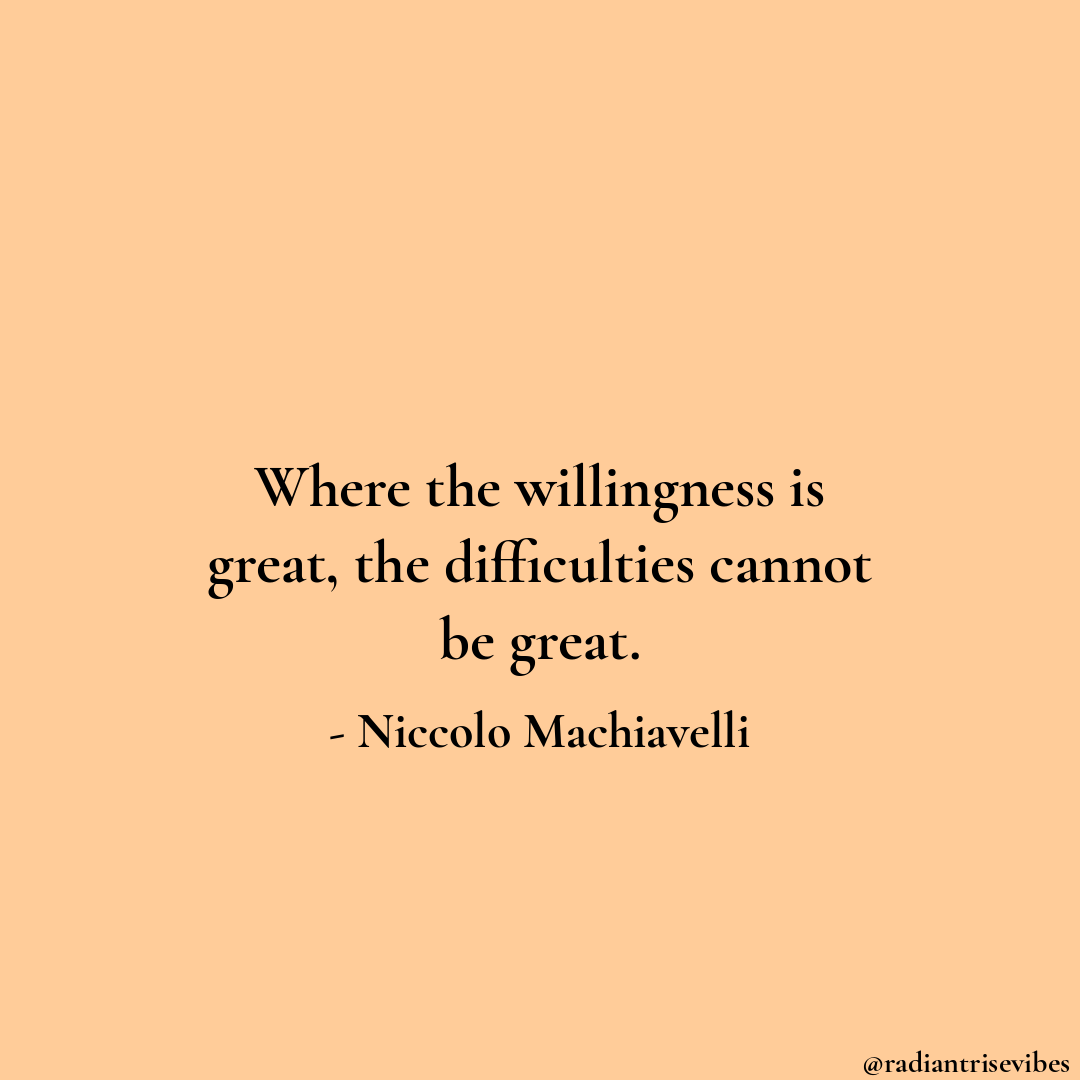 Where the willingness is
great, the difficulties cannot
be great.
- Niccolo Machiavelli
@radiantrisevibes